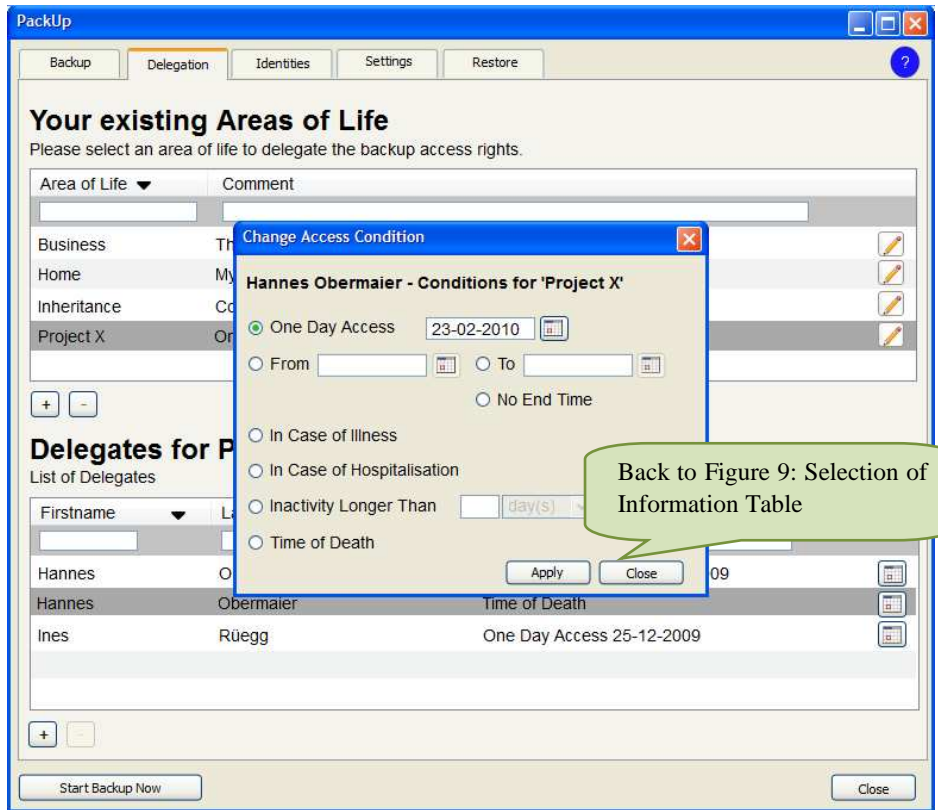 PackUp
Backup Delegation Identities Settings Restore ?
Your existing Areas of Life
Please select an area of life to delegate the backup access rights.
Area of Life Comment
Business Th
Home My
Inheritance Co
Project X On
+ -
Change Access Condition
Hannes Obermaier - Conditions for 'Project X'
One Day Access 23-02-2010
From To
No End Time
In Case of Illness
In Case of Hospitalisation
Inactivity Longer Than day(s)
Time of Death
Apply Close
Back to Figure 9: Selection of
Information Table
Delegates for P
List of Delegates
Firstname La
Hannes O 09
Hannes Obermaier Time of Death
Ines Rüegg One Day Access 25-12-2009
+ -
Start Backup Now Close